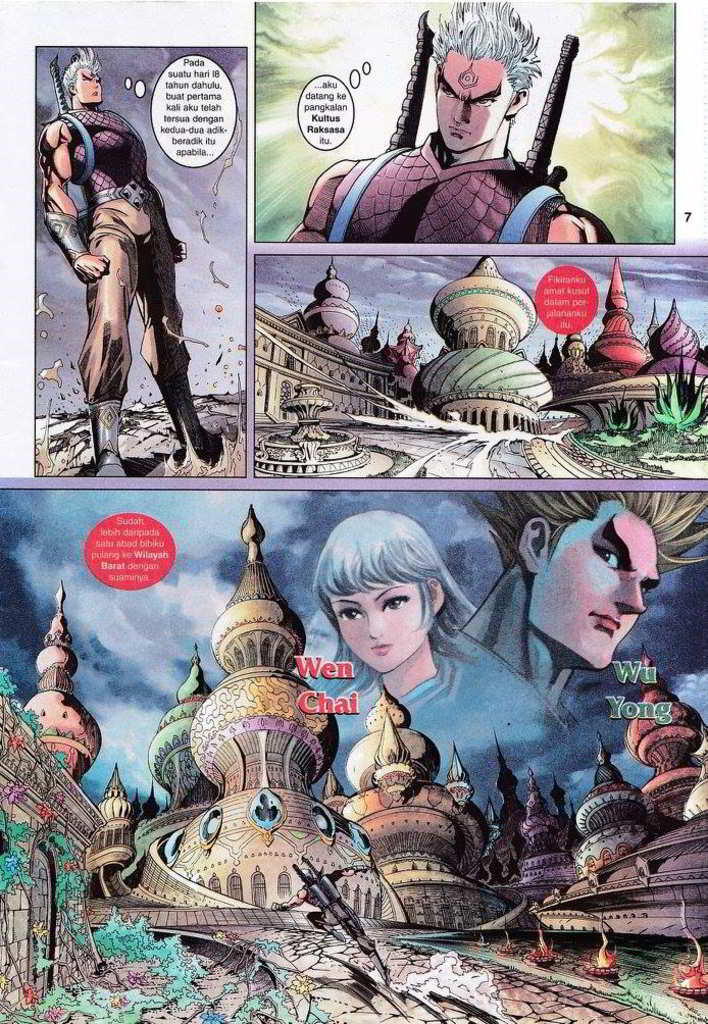 Pada
suatu hari 18
tahun dahulu,
buat pertama
kali aku telah
tersua dengan
kedua-dua adik-
beradik itu
apabila...
...aku
datang ke
pangkalan
Kultus
Raksasa
itu.
7
Fikiranku
amat kusut
dalam per-
jalananku
itu.
Sudah
lebih daripada
satu abad bibiku
pulang ke Wilayah
Barat dengan
suaminya.
Wen
Chai
Wu
Yong